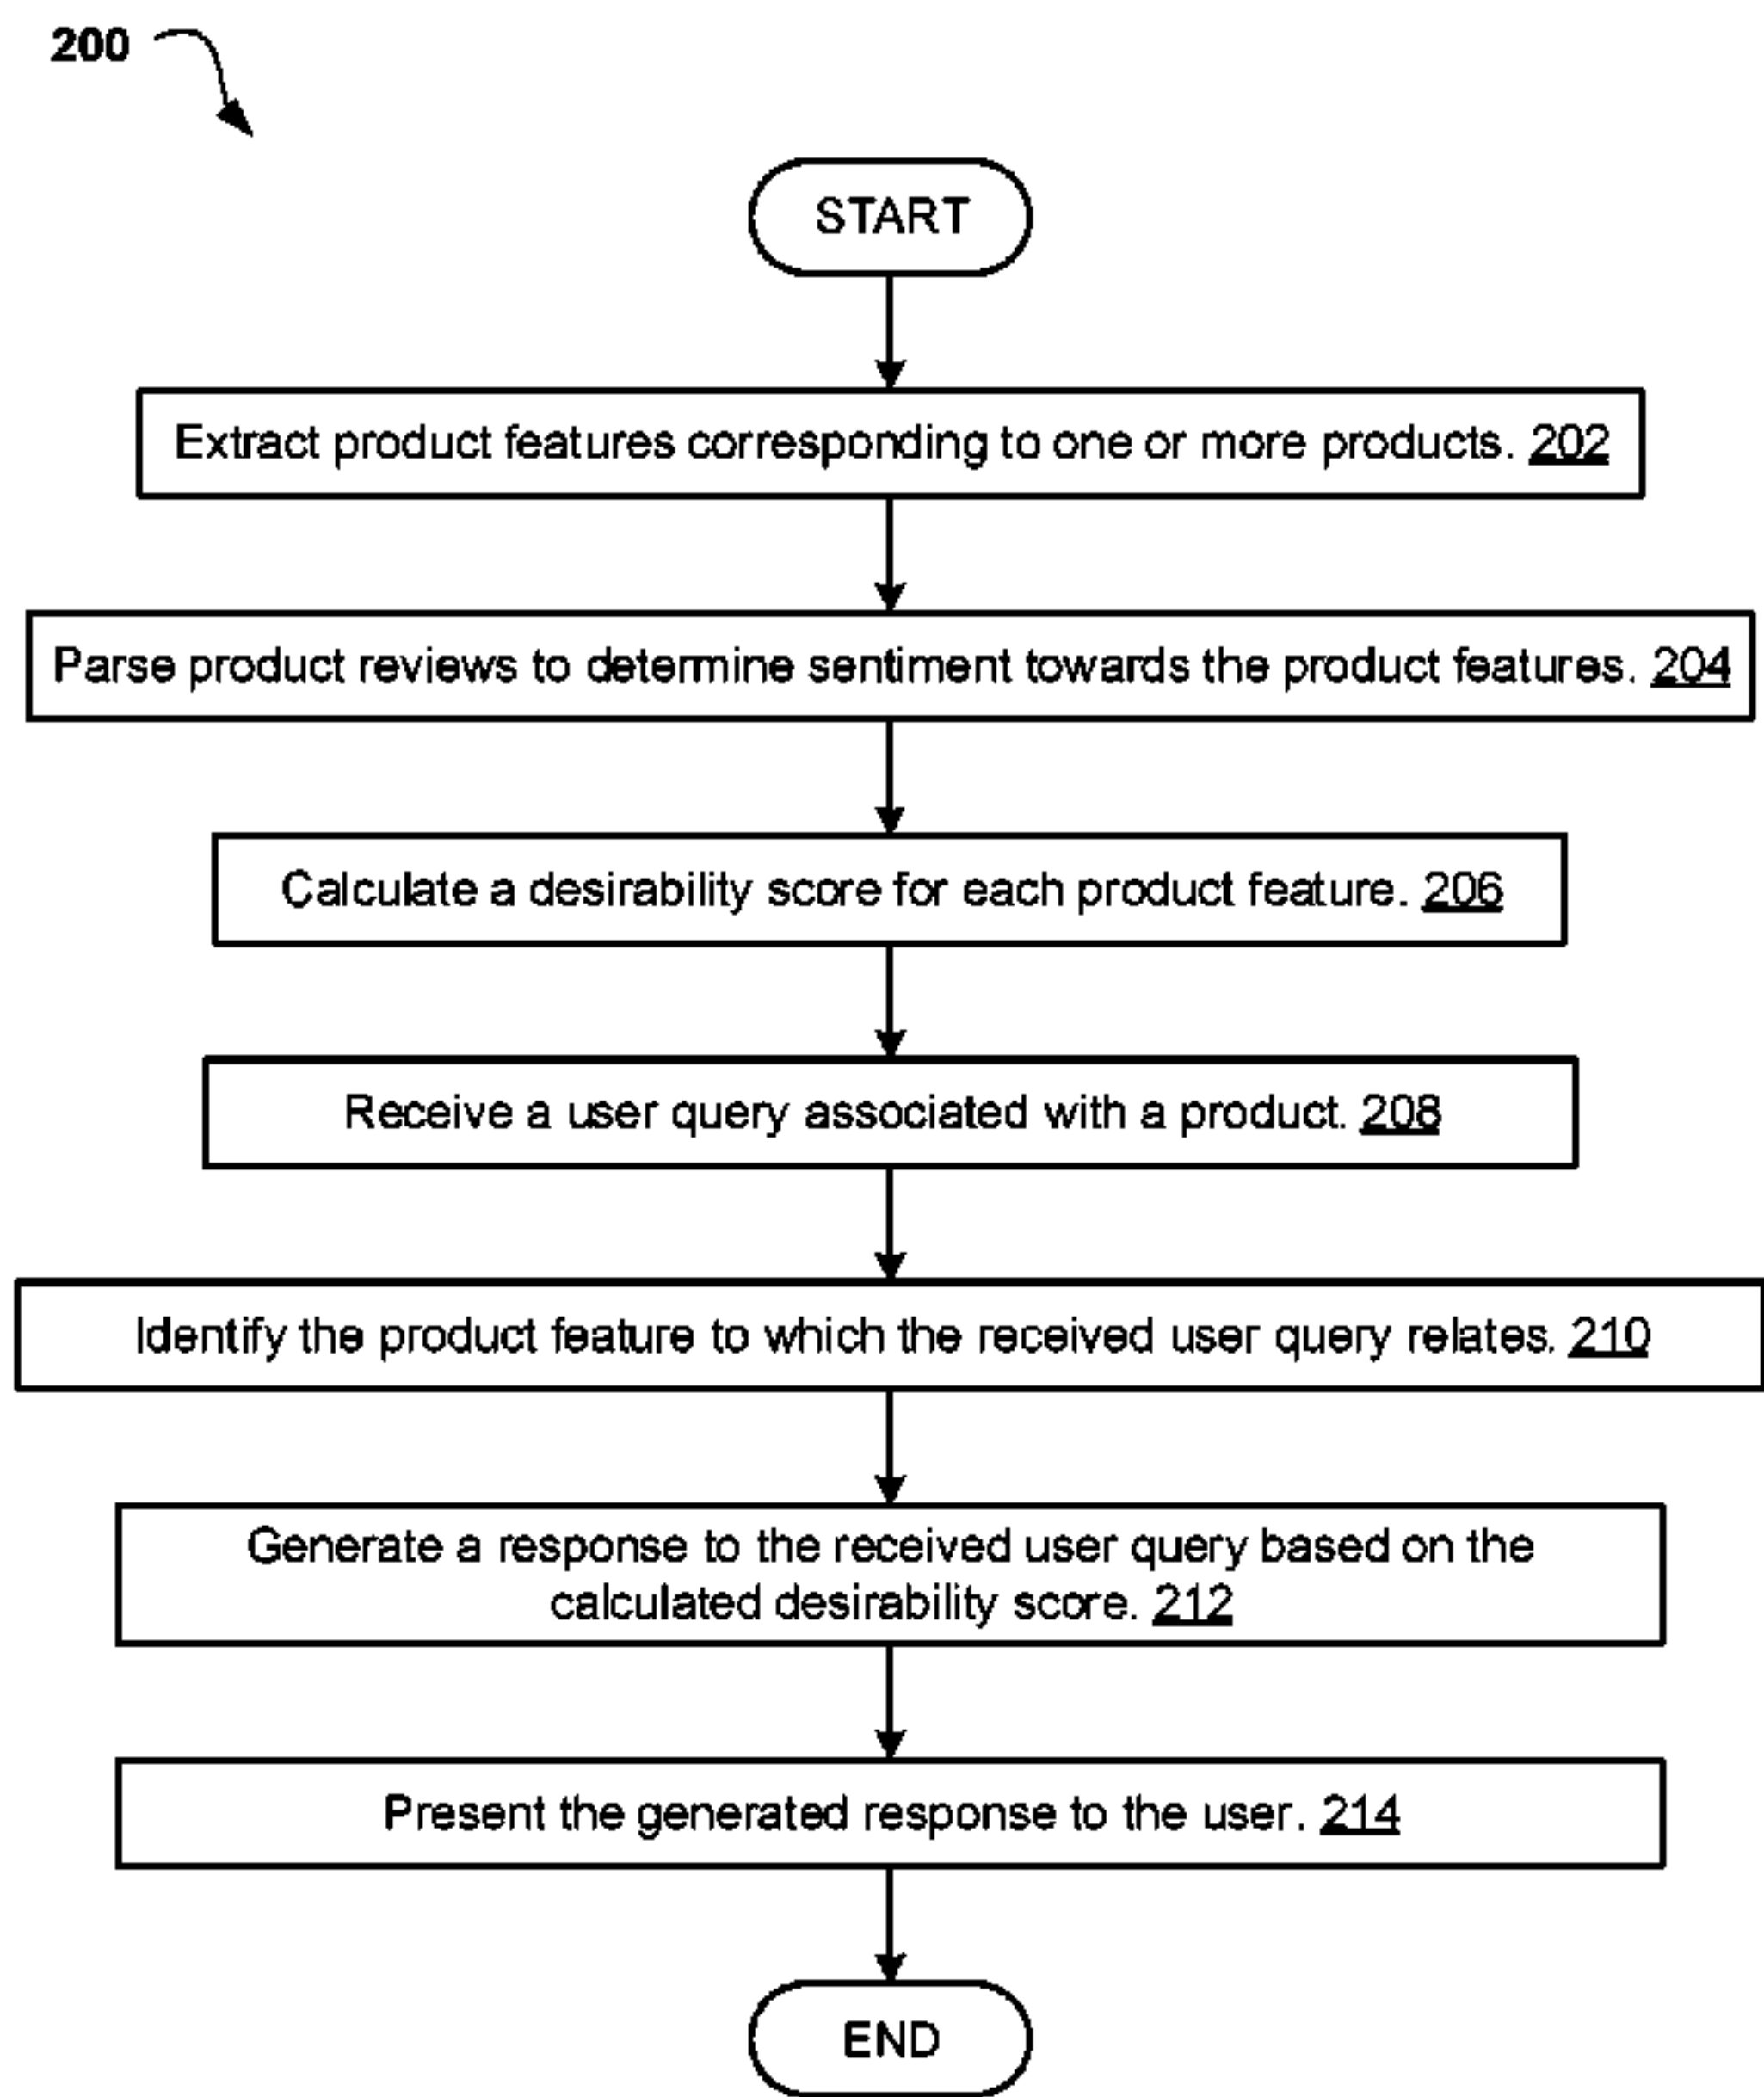 200
START
Extract product features corresponding to one or more products. 202
Parse product reviews to determine sentiment towards the product features. 204
Calculate a desirability score for each product feature. 206
Receive a user query associated with a product. 208
Identify the product feature to which the received user query relates. 210
Generate a response to the received user query based on the
calculated desirability score. 212
Present the generated response to the user. 214
END